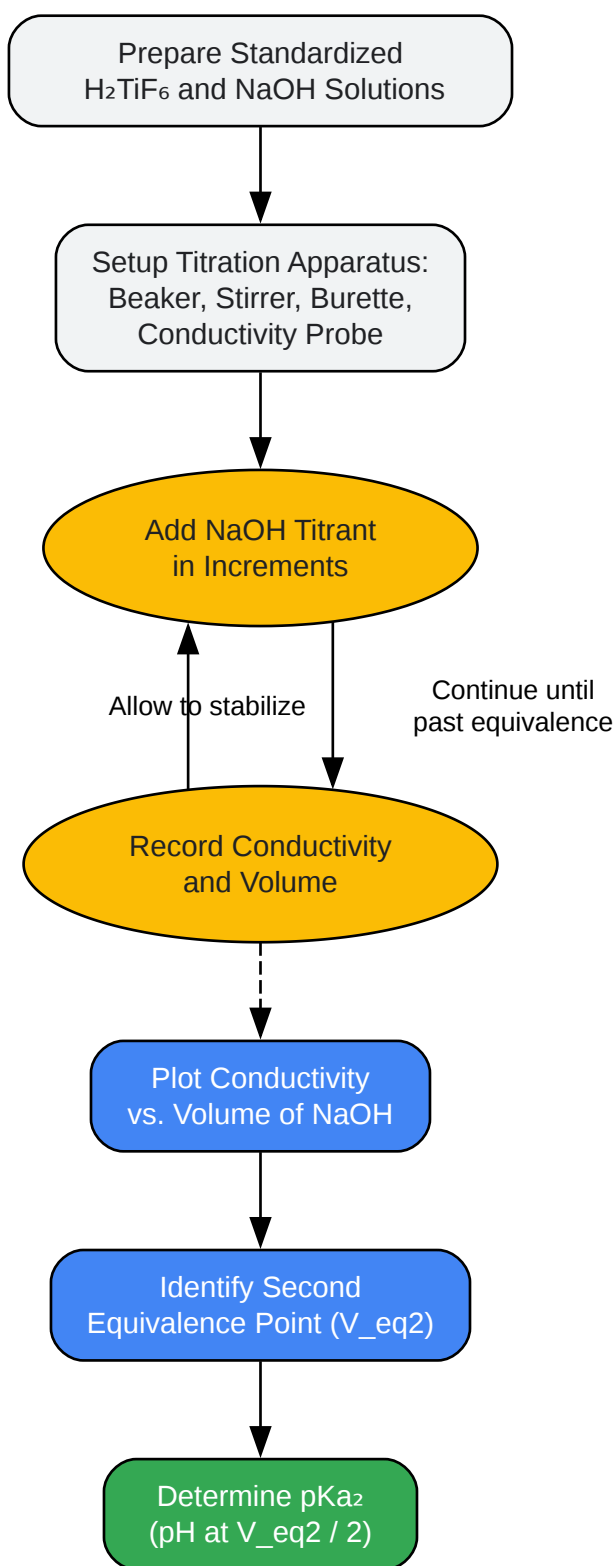 Prepare Standardized
H₂TiF₆ and NaOH Solutions
Setup Titration Apparatus:
Beaker, Stirrer, Burette,
Conductivity Probe
Add NaOH Titrant
in Increments
Allow to stabilize
Continue until
past equivalence
Record Conductivity
and Volume
Plot Conductivity
vs. Volume of NaOH
Identify Second
Equivalence Point (V_eq2)
Determine pKa₂
(pH at V_eq2 / 2)